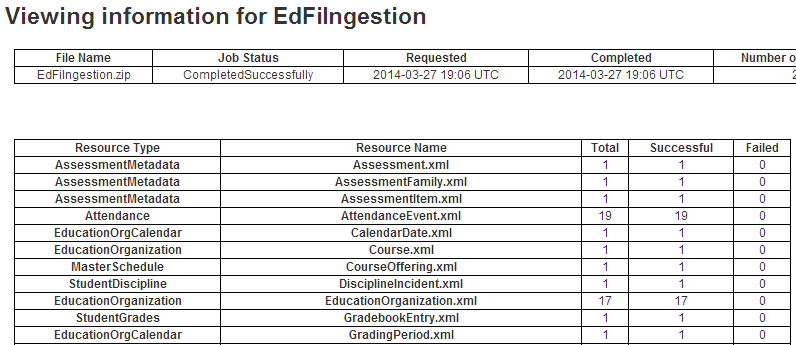 Viewing information for EdFiIngestion
File Name Job Status Requested Completed Number o
EdFiIngestion.zip CompletedSuccessfully 2014-03-27 19:06 UTC 2014-03-27 19:06 UTC 2
Resource Type Resource Name Total Successful Failed
AssessmentMetadata Assessment.xml 1 1 0
AssessmentMetadata AssessmentFamily.xml 1 1 0
AssessmentMetadata AssessmentItem.xml 1 1 0
Attendance AttendanceEvent.xml 19 19 0
EducationOrgCalendar CalendarDate.xml 1 1 0
EducationOrganization Course.xml 1 1 0
MasterSchedule CourseOffering.xml 1 1 0
StudentDiscipline DisciplineIncident.xml 1 1 0
EducationOrganization EducationOrganization.xml 17 17 0
StudentGrades GradebookEntry.xml 1 1 0
EducationOrgCalendar GradingPeriod.xml 1 1 0